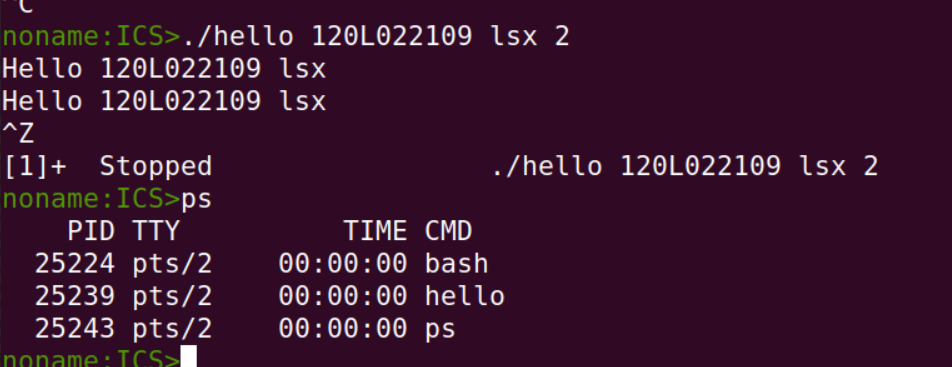 ^C
noname:ICS>./hello 120L022109 lsx 2
Hello 120L022109 lsx
Hello 120L022109 lsx
^Z
[1]+  Stopped                 ./hello 120L022109 lsx 2
noname:ICS>ps
    PID TTY          TIME CMD
  25224 pts/2    00:00:00 bash
  25239 pts/2    00:00:00 hello
  25243 pts/2    00:00:00 ps
noname:ICS>